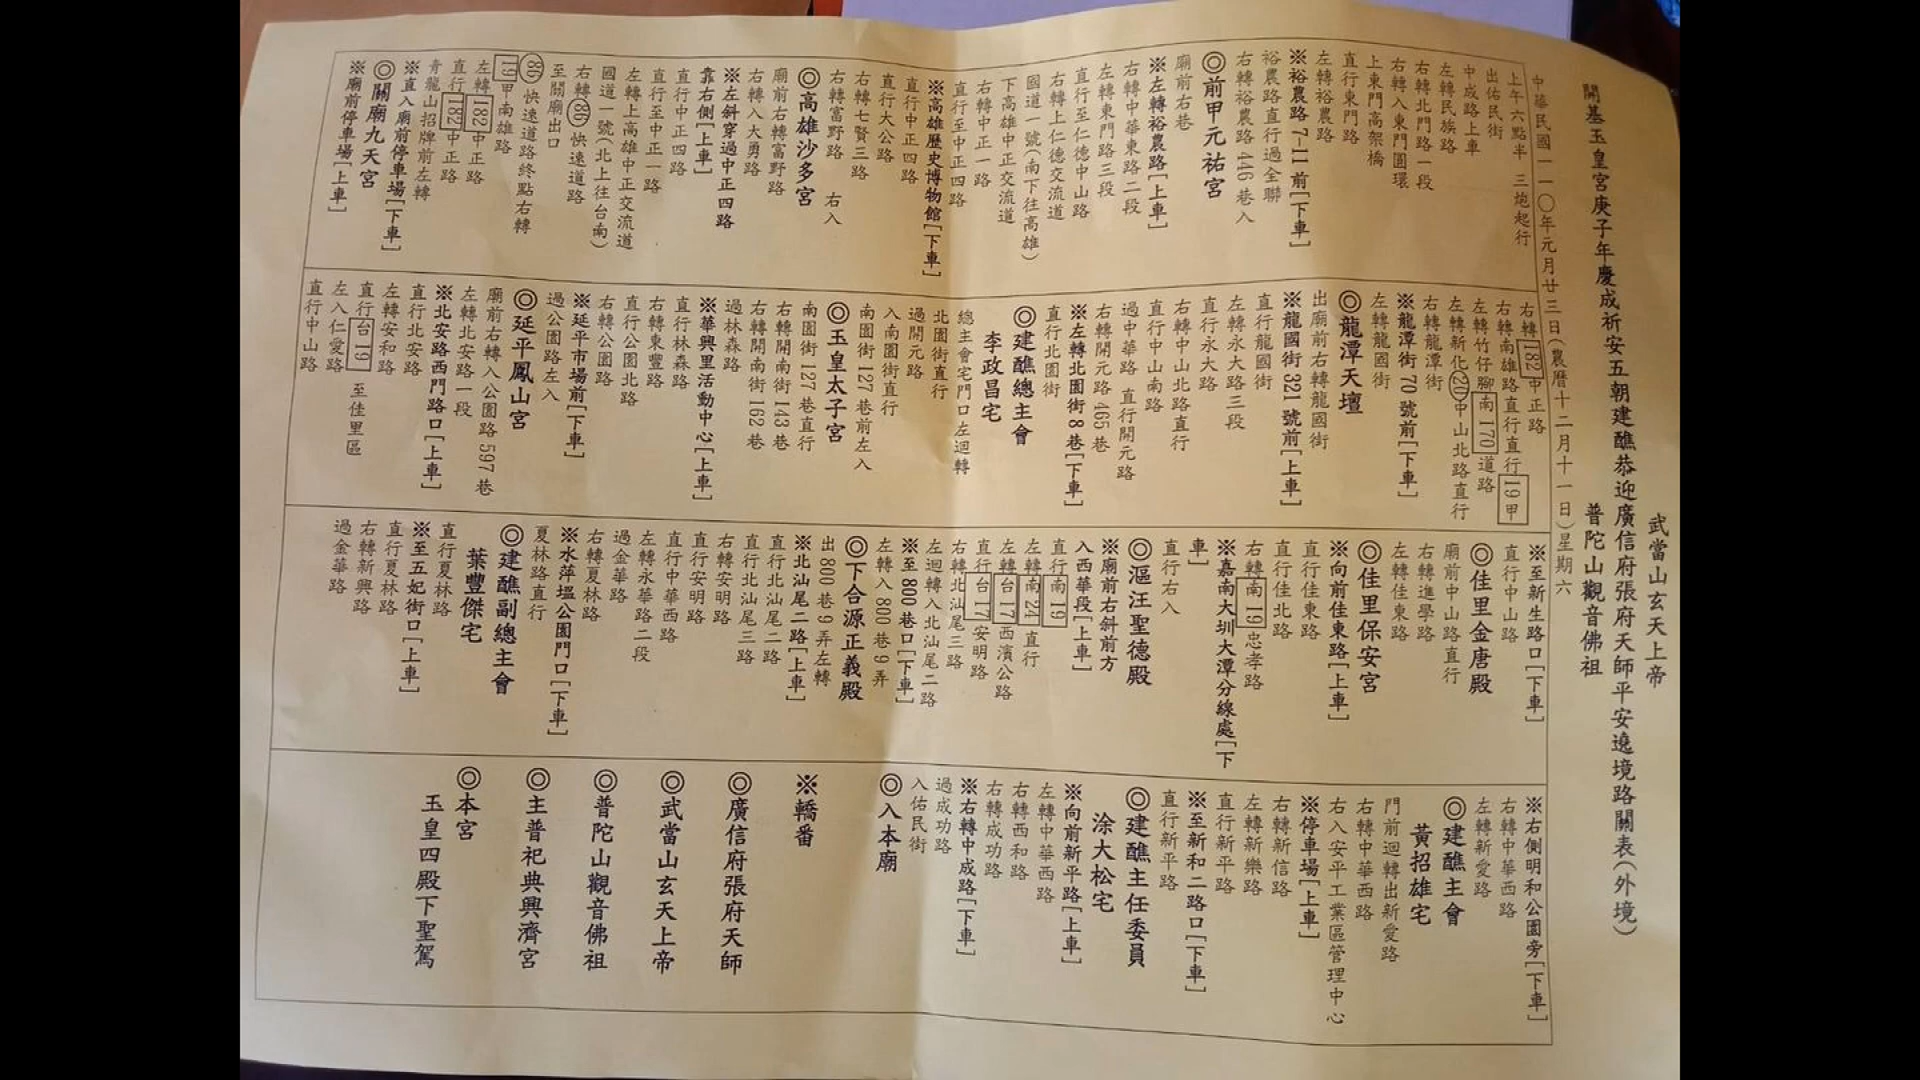 武當山玄天上帝
開基玉皇宮庚子年慶成祈安五朝建醮恭迎廣信府張府天師平安遶境路關表(外境)
普陀山觀音佛祖
中華民國一一〇年元月廿三日(農曆十二月十一日)星期六
上午六點半 三炮起行
出佑民街
中成路上車
左轉民族路
右轉北門路一段
右轉入東門圓環
上東門高架橋
直行東門路
左轉裕農路
※裕農路7-11前[下車]
裕農路直行過全聯
右轉裕農路446巷入
廟前右巷
◎前甲元祐宮
※左轉裕農路[上車]
右轉中華東路二段
左轉東門路三段
直行至仁德中山路
右轉上仁德交流道
國道一號(南下往高雄)
下高雄中正交流道
右轉中正一路
直行至中正四路
※高雄歷史博物館[下車]
直行中正四路
直行大公路
右轉七賢三路
右轉富野路 右入
◎高雄沙多宮
廟前右轉富野路
右轉入大勇路
※左斜穿過中正四路
靠右側[上車]
直行中正四路
直行至中正一路
左轉上高雄中正交流道
國道一號(北上往台南)
右轉86快速道路
至關廟出口
86快速道路終點右轉
19甲南雄路
左轉182中正路
直行182中正路
青龍山招牌前左轉
※直入廟前停車場[下車]
◎關廟九天宮
※廟前停車場[上車]
右轉182中正路
右轉南雄路直行直行19甲
左轉竹仔腳南170道路
左轉新化20中山北路直行
右轉龍潭街
※龍潭街70號前[下車]
左轉龍國街
◎龍潭天壇
出廟前右轉龍國街
※龍國街321號前[上車]
直行龍國街
左轉永大路三段
直行永大路
右轉中山北路直行
直行中山南路
過中華路 直行開元路
右轉開元路465巷
※左轉北園街8巷[下車]
直行北園街
◎建醮總主會
李政昌宅
總主會宅門口左迴轉
北園街直行
過開元路
入南園街直行
南園街127巷前左入
◎玉皇太子宮
南園街127巷直行
右轉開南街143巷
右轉開南街162巷
過林森路
※華興里活動中心[上車]
直行林森路
右轉東豐路
直行公園北路
右轉公園路
※延平市場前[下車]
過公園路左入
◎延平鳳山宮
廟前右轉入公園路597巷
左轉北安路一段
※北安路西門路口[上車]
直行北安路
左轉安和路
直行台19 至佳里區
左入仁愛路
直行中山路
※至新生路口[下車]
直行中山路
◎佳里金唐殿
廟前中山路直行
右轉進學路
左轉佳東路
◎佳里保安宮
※向前佳東路[上車]
直行佳東路
直行佳北路
右轉南19忠孝路
※嘉南大圳大潭分線處[下
車]
直行右入
◎漚汪聖德殿
※廟前右斜前方
入西華段[上車]
直行南19
左轉南24直行
左轉台17西濱公路
直行台17安明路
右轉北汕尾三路
左迴轉入北汕尾二路
※至800巷口[下車]
左轉入800巷9弄
◎下合源正義殿
出800巷9弄左轉
※北汕尾二路[上車]
直行北汕尾二路
直行北汕尾三路
右轉安明路
直行安明路
直行中華西路
左轉永華路二段
過金華路
右轉夏林路
※水萍塭公園門口[下車]
夏林路直行
◎建醮副總主會
葉豐傑宅
直行夏林路
※至五妃街口[上車]
直行夏林路
右轉新興路
過金華路
※右側明和公園旁[下車]
右轉中華西路
左轉新愛路
◎建醮主會
黃招雄宅
門前迴轉出新愛路
右轉中華西路
右入安平工業區管理中心
※停車場[上車]
右轉新信路
左轉新樂路
直行新平路
※至新和二路口[下車]
直行新平路
◎建醮主任委員
涂大松宅
※向前新平路[上車]
左轉中華西路
右轉西和路
右轉成功路
※右轉中成路[下車]
過成功路
入佑民街
◎入本廟
※轎番
◎廣信府張府天師
◎武當山玄天上帝
◎普陀山觀音佛祖
◎主普祀典興濟宮
◎本宮
玉皇四殿下聖駕